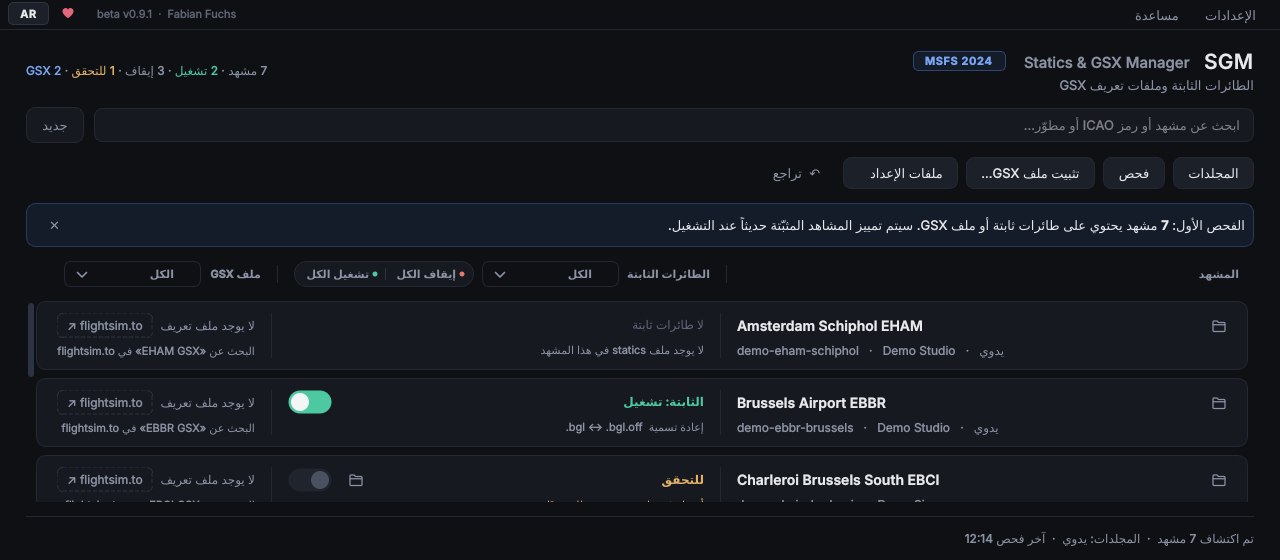 الإعدادات مساعدة beta v0.9.1 · Fabian Fuchs AR
SGM Statics & GSX Manager MSFS 2024
7 مشهد · 2 تشغيل · 3 إيقاف · 1 للتحقق · GSX 2
الطائرات الثابتة وملفات تعريف GSX
ابحث عن مشهد أو رمز ICAO أو مطوّر... جديد
المجلدات فحص تثبيت ملف GSX... ملفات الإعداد ↶ تراجع
الفحص الأول: 7 مشهد يحتوي على طائرات ثابتة أو ملف GSX. سيتم تمييز المشاهد المثبّتة حديثاً عند التشغيل. ×
المشهد الطائرات الثابتة الكل إيقاف الكل تشغيل الكل ملف GSX الكل
Amsterdam Schiphol EHAM لا طائرات ثابتة لا يوجد ملف تعريف flightsim.to ↗
demo-eham-schiphol · Demo Studio · يدوي لا يوجد ملف statics في هذا المشهد البحث عن «EHAM GSX» في flightsim.to
Brussels Airport EBBR الثابتة: تشغيل لا يوجد ملف تعريف flightsim.to ↗
demo-ebbr-brussels · Demo Studio · يدوي إعادة تسمية .bgl ↔ .bgl.off البحث عن «EBBR GSX» في flightsim.to
Charleroi Brussels South EBCI للتحقق لا يوجد ملف تعريف flightsim.to ↗
تم اكتشاف 7 مشهد · المجلدات: يدوي · آخر فحص 12:14